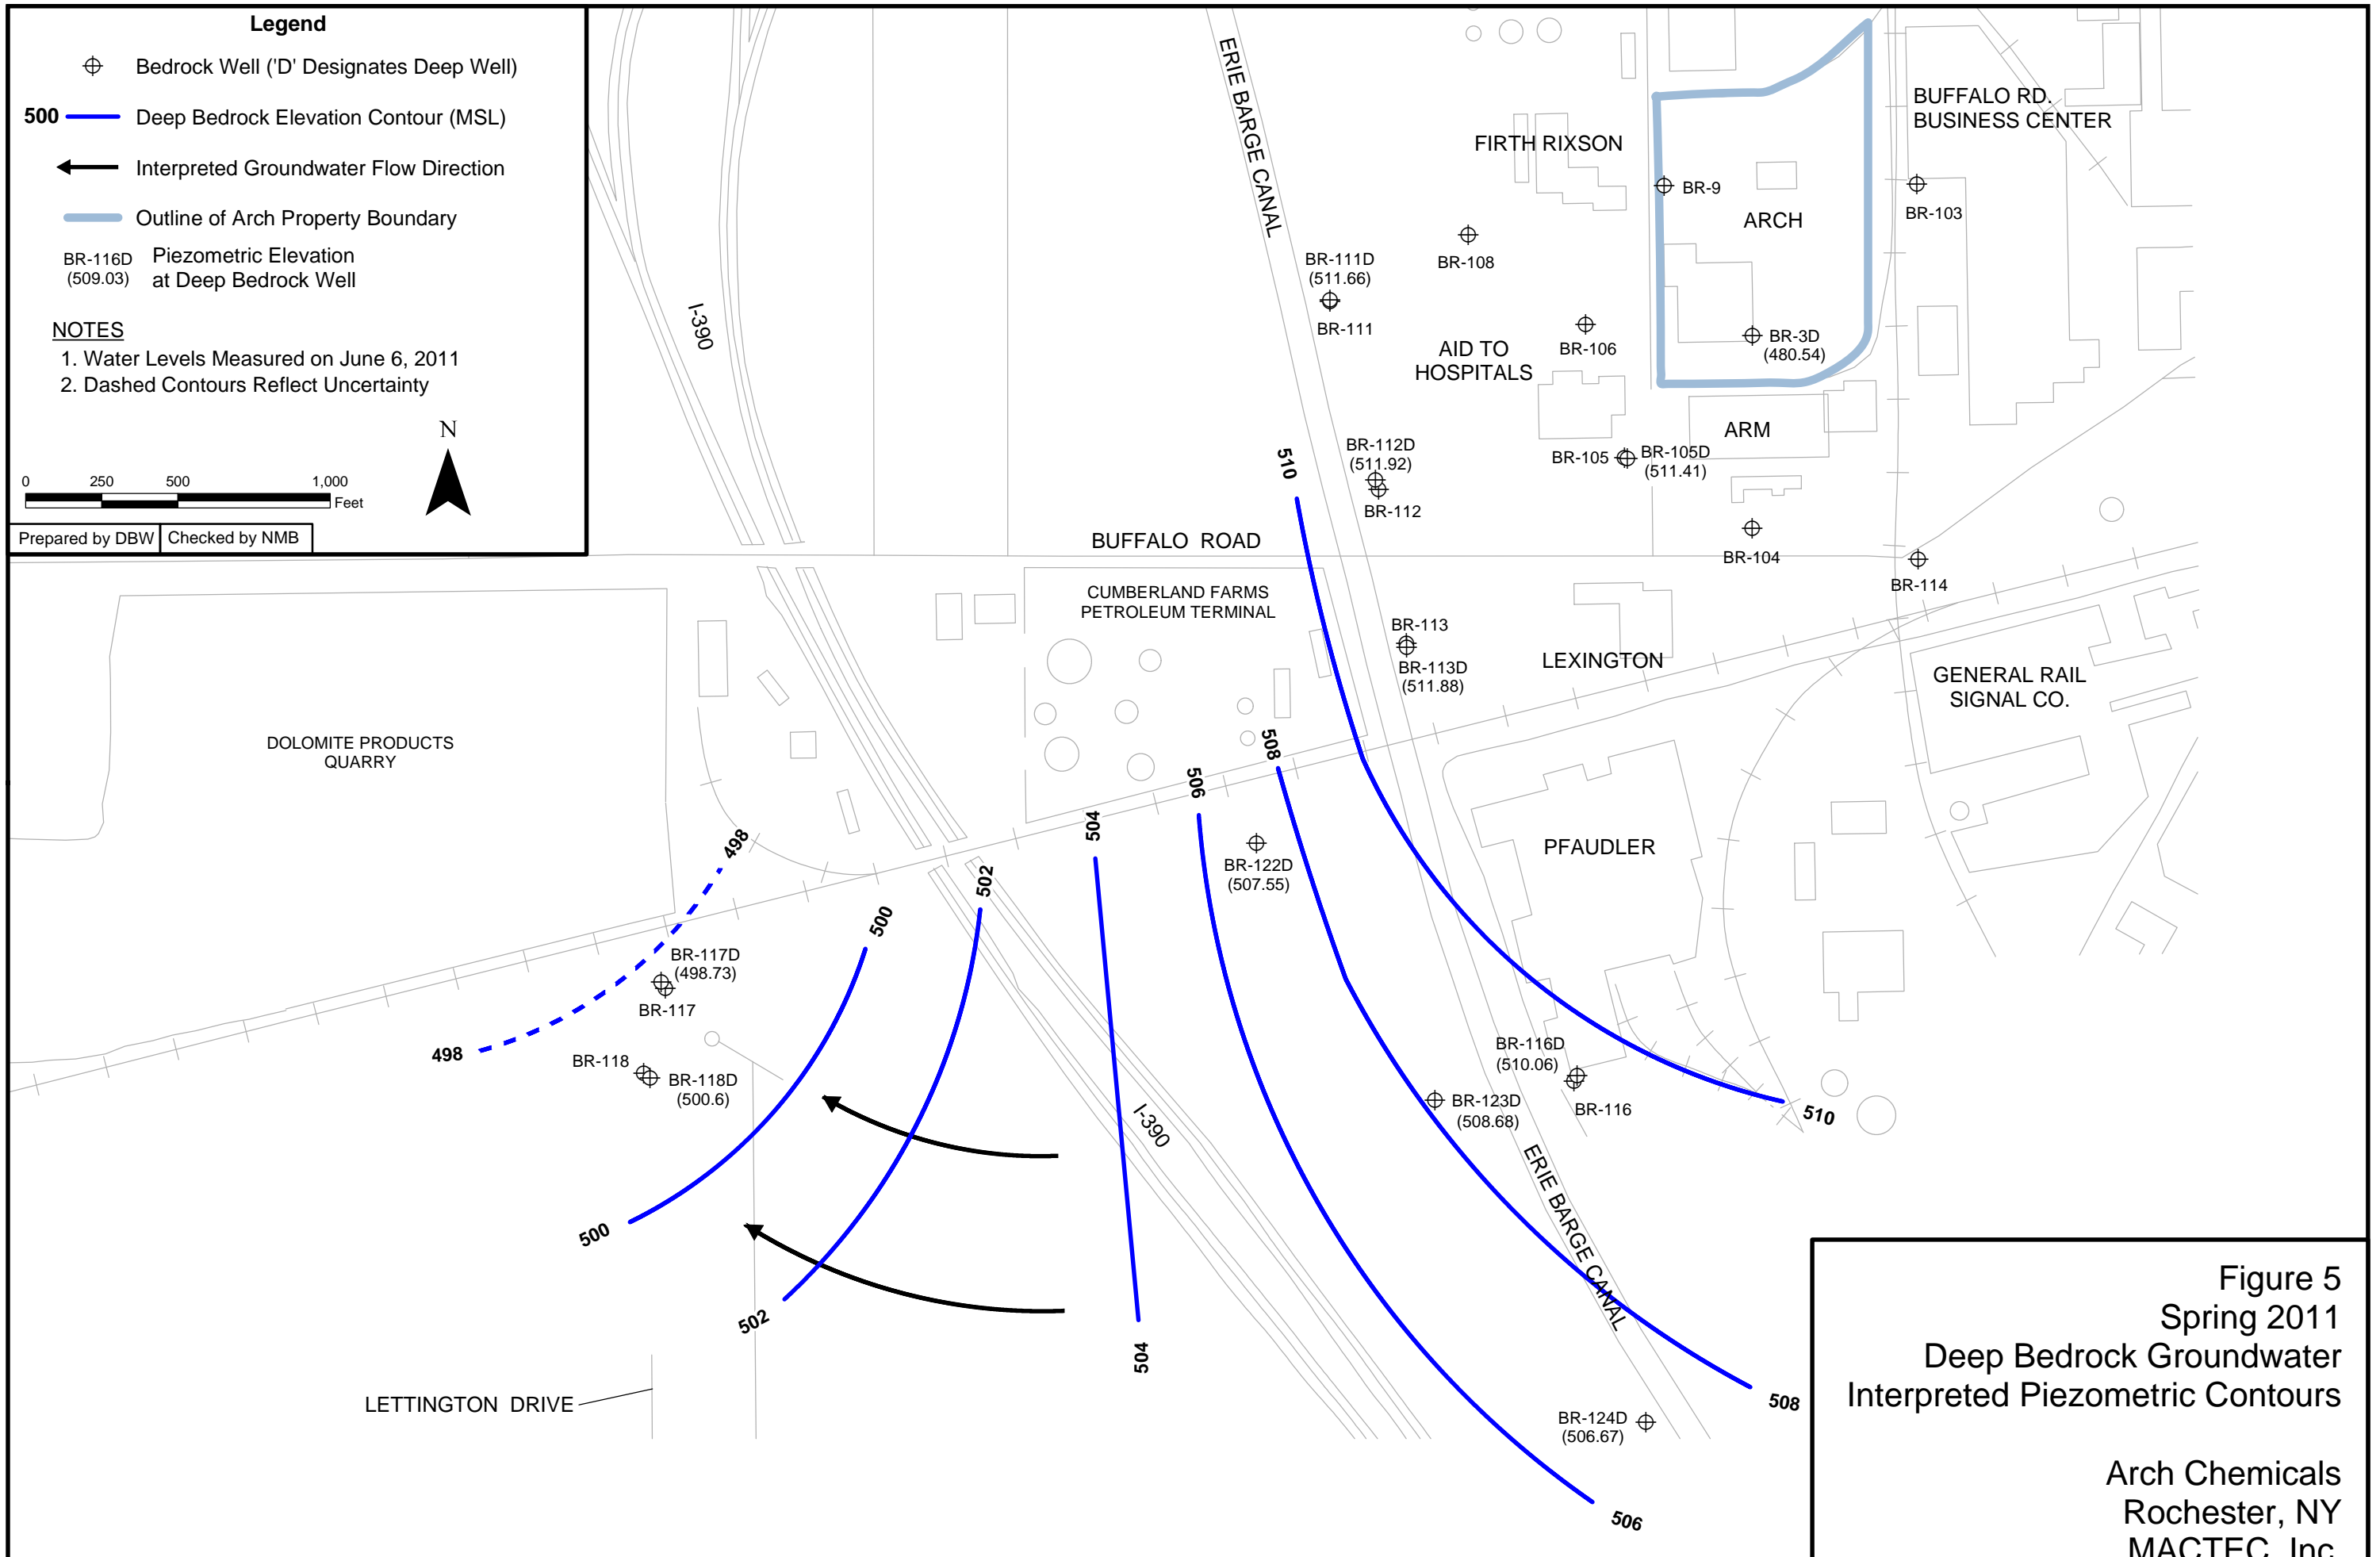 Legend
Bedrock Well ('D' Designates Deep Well)
500 Deep Bedrock Elevation Contour (MSL)
Interpreted Groundwater Flow Direction
Outline of Arch Property Boundary
BR-116D
(509.03)
Piezometric Elevation
at Deep Bedrock Well
NOTES
1. Water Levels Measured on June 6, 2011
2. Dashed Contours Reflect Uncertainty
N
0 250 500 1,000
Feet
Prepared by DBW
Checked by NMB
I-390
ERIE BARGE CANAL
FIRTH RIXSON
BUFFALO RD.
BUSINESS CENTER
BR-9
ARCH
BR-103
BR-108
BR-111D
(511.66)
BR-111
BR-106
BR-3D
(480.54)
AID TO
HOSPITALS
ARM
BR-112D
(511.92)
BR-112
BR-105
BR-105D
(511.41)
510
BR-104
BR-114
BUFFALO ROAD
CUMBERLAND FARMS
PETROLEUM TERMINAL
BR-113
BR-113D
(511.88)
LEXINGTON
GENERAL RAIL
SIGNAL CO.
DOLOMITE PRODUCTS
QUARRY
508
506
504
498
502
500
BR-122D
(507.55)
PFAUDLER
BR-117D
(498.73)
BR-117
498
BR-118
BR-118D
(500.6)
BR-116D
(510.06)
BR-116
BR-123D
(508.68)
510
I-390
ERIE BARGE CANAL
500
502
504
LETTINGTON DRIVE
508
BR-124D
(506.67)
506
Figure 5
Spring 2011
Deep Bedrock Groundwater
Interpreted Piezometric Contours
Arch Chemicals
Rochester, NY
MACTEC, Inc.